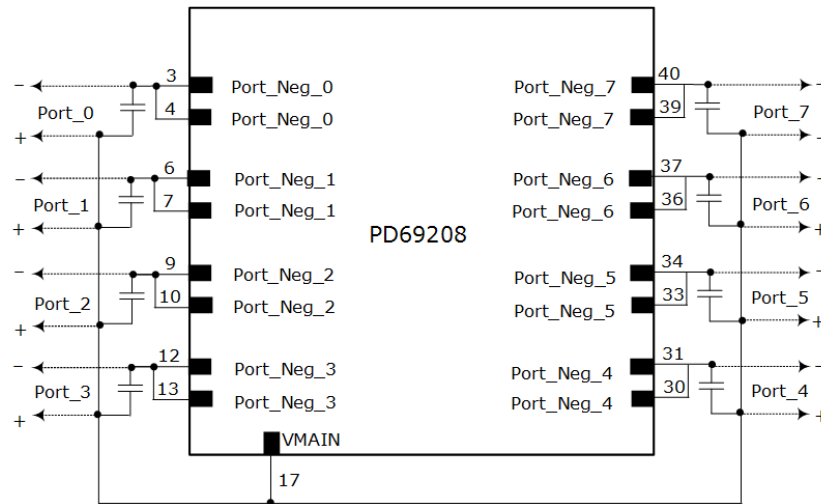 3 Port_Neg_0 Port_Neg_7 40
− −
Port_0 4 Port_Neg_0 Port_Neg_7 39 Port_7
+ −
6 Port_Neg_1 Port_Neg_6 37
− −
Port_1 7 Port_Neg_1 Port_Neg_6 36 Port_6
+ +
PD69208
9 Port_Neg_2 Port_Neg_5 34
− −
Port_2 10 Port_Neg_2 Port_Neg_5 33 Port_5
+ +
12 Port_Neg_3 Port_Neg_4 31
− −
Port_3 13 Port_Neg_3 Port_Neg_4 30 Port_4
+ +
VMAIN
17